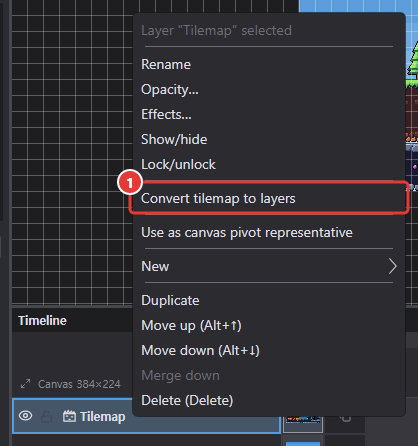 Layer "Tilemap" selected
Rename
Opacity...
Effects...
Show/hide
Lock/unlock
1
Convert tilemap to layers
Use as canvas pivot representative
New
Duplicate
Move up (Alt+↑)
Move down (Alt+↓)
Merge down
Delete (Delete)
Timeline
Canvas 384×224
Tilemap